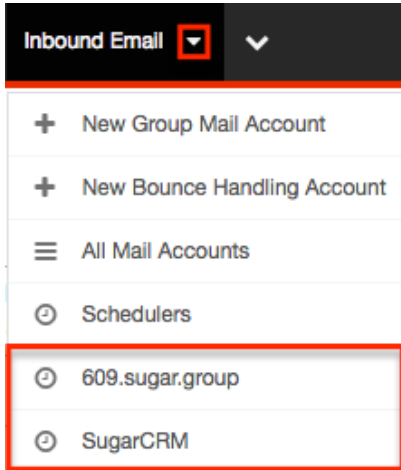 Inbound Email
New Group Mail Account
New Bounce Handling Account
All Mail Accounts
Schedulers
609.sugar.group
SugarCRM